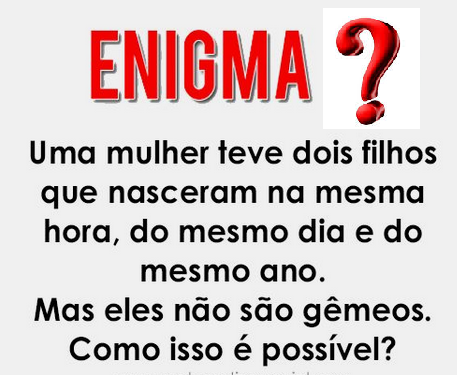 ENIGMA ?
Uma mulher teve dois filhos
que nasceram na mesma
hora, do mesmo dia e do
mesmo ano.
Mas eles não são gêmeos.
Como isso é possível?